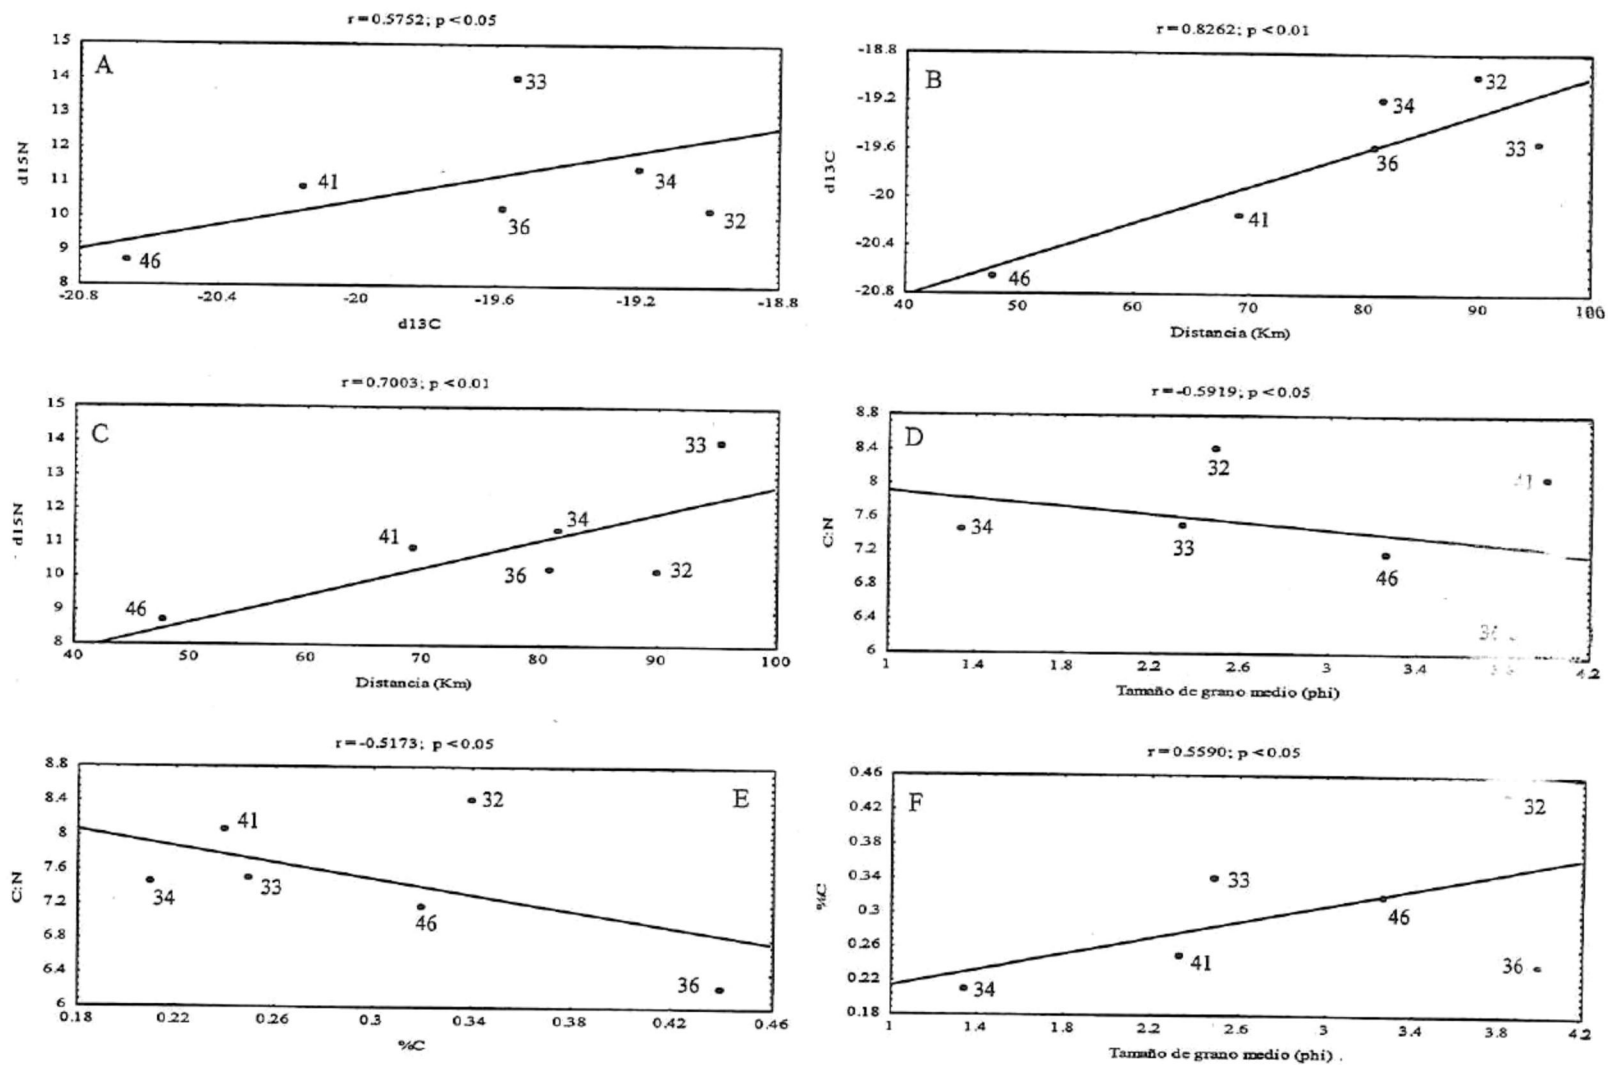 r=0.5752; p<0.05
A
d15N
15
14
13
12
11
10
9
8
33
41
34
36
32
46
-20.8 -20.4 -20 -19.6 -19.2 -18.8
d13C
r=0.8262; p<0.01
B
d13C
-18.8
-19.2
-19.6
-20
-20.4
-20.8
32
34
36
33
41
46
40 50 60 70 80 90 100
Distancia (Km)
r=0.7003; p<0.01
C
d15N
15
14
13
12
11
10
9
8
33
34
41
36
32
46
40 50 60 70 80 90 100
Distancia (Km)
r=-0.5919; p<0.05
D
C:N
8.8
8.4
8
7.6
7.2
6.8
6.4
6
32
41
34
33
46
36
1 1.4 1.8 2.2 2.6 3 3.4 3.8 4.2
Tamaño de grano medio (phi)
r=-0.5173; p<0.05
E
C:N
8.8
8.4
8
7.6
7.2
6.8
6.4
6
32
41
34
33
46
36
0.18 0.22 0.26 0.3 0.34 0.38 0.42 0.46
%C
r=0.5590; p<0.05
F
%C
0.46
0.42
0.38
0.34
0.3
0.26
0.22
0.18
32
33
46
41
36
34
1 1.4 1.8 2.2 2.6 3 3.4 3.8 4.2
Tamaño de grano medio (phi) .